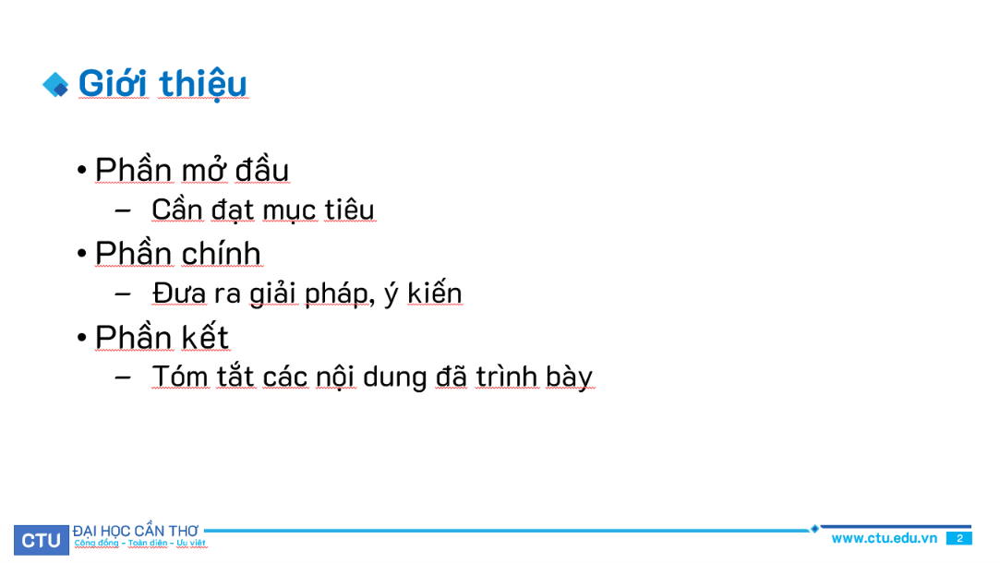 Giới thiệu
• Phần mở đầu
– Cần đạt mục tiêu
• Phần chính
– Đưa ra giải pháp, ý kiến
• Phần kết
– Tóm tắt các nội dung đã trình bày
CTU
ĐẠI HỌC CẦN THƠ
Cộng đồng - Toàn diện - Ưu việt
www.ctu.edu.vn
2